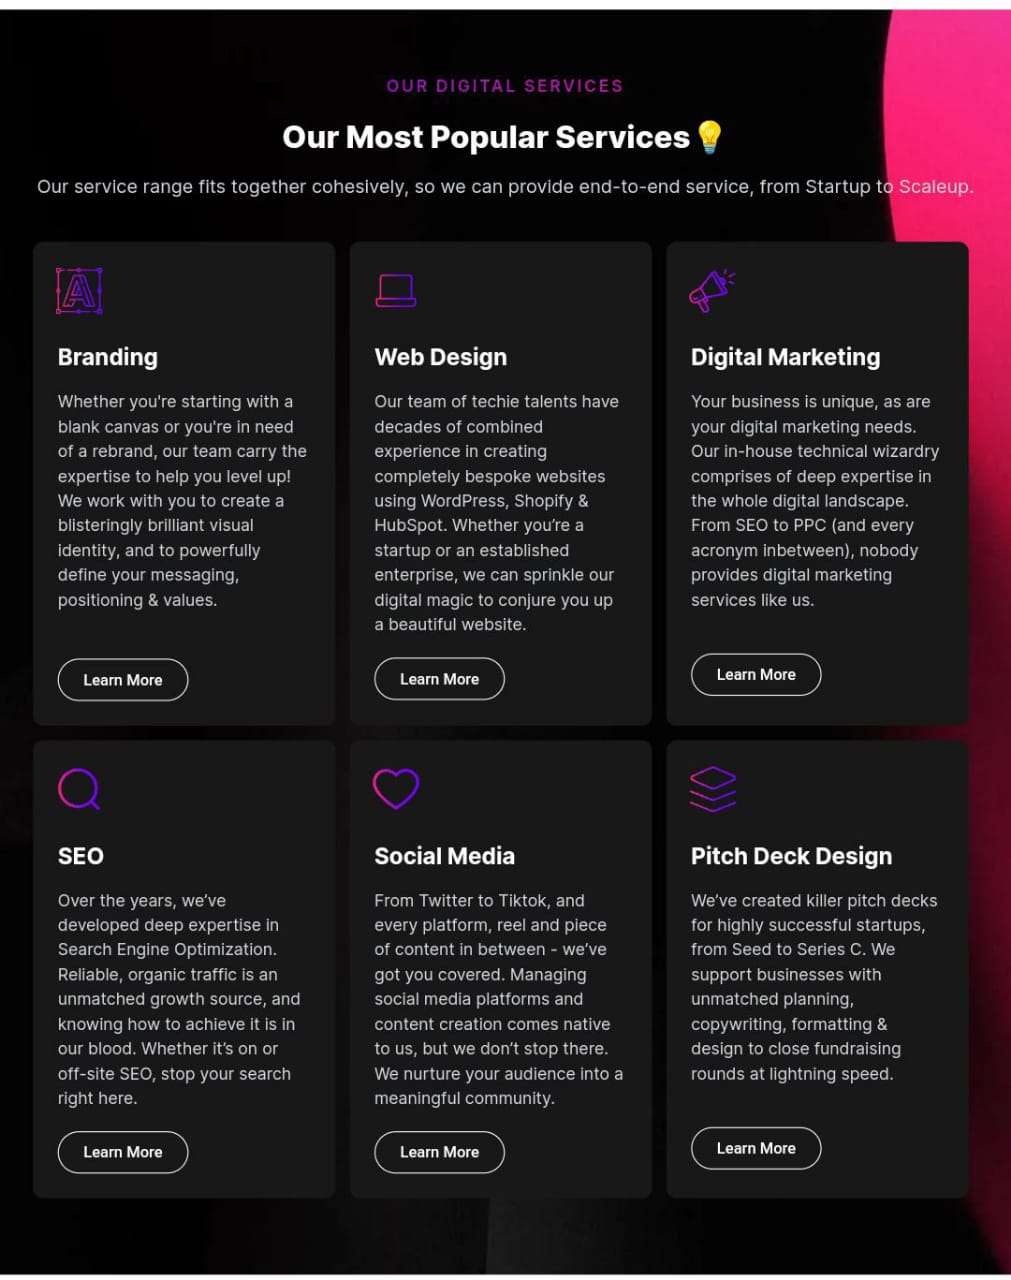 OUR DIGITAL SERVICES
Our Most Popular Services💡
Our service range fits together cohesively, so we can provide end-to-end service, from Startup to Scaleup.
Branding
Whether you're starting with a
blank canvas or you're in need
of a rebrand, our team carry the
expertise to help you level up!
We work with you to create a
blisteringly brilliant visual
identity, and to powerfully
define your messaging,
positioning & values.
Learn More
Web Design
Our team of techie talents have
decades of combined
experience in creating
completely bespoke websites
using WordPress, Shopify &
HubSpot. Whether you’re a
startup or an established
enterprise, we can sprinkle our
digital magic to conjure you up
a beautiful website.
Learn More
Digital Marketing
Your business is unique, as are
your digital marketing needs.
Our in-house technical wizardry
comprises of deep expertise in
the whole digital landscape.
From SEO to PPC (and every
acronym inbetween), nobody
provides digital marketing
services like us.
Learn More
SEO
Over the years, we’ve
developed deep expertise in
Search Engine Optimization.
Reliable, organic traffic is an
unmatched growth source, and
knowing how to achieve it is in
our blood. Whether it’s on or
off-site SEO, stop your search
right here.
Learn More
Social Media
From Twitter to Tiktok, and
every platform, reel and piece
of content in between - we’ve
got you covered. Managing
social media platforms and
content creation comes native
to us, but we don’t stop there.
We nurture your audience into a
meaningful community.
Learn More
Pitch Deck Design
We’ve created killer pitch decks
for highly successful startups,
from Seed to Series C. We
support businesses with
unmatched planning,
copywriting, formatting &
design to close fundraising
rounds at lightning speed.
Learn More